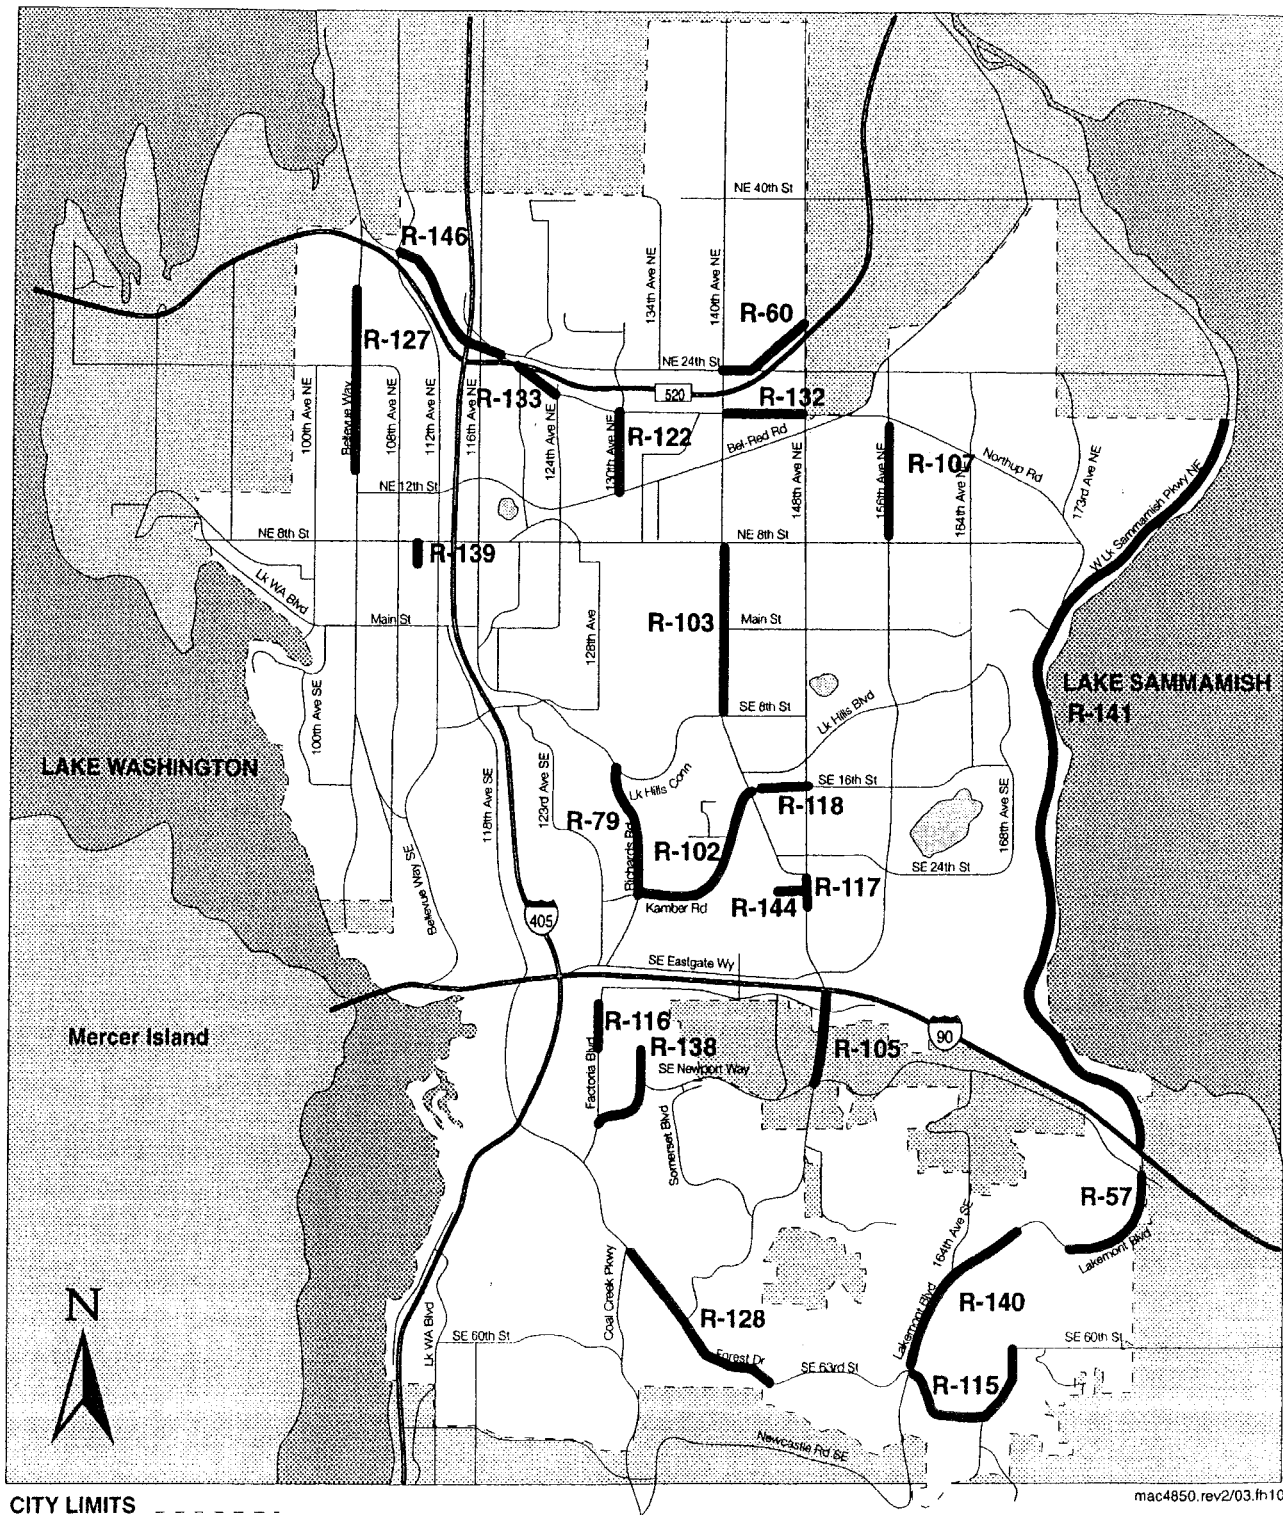 NE 40th St
R-146
134th Ave NE
140th Ave NE
R-60
R-127
NE 24th St
520
R-133
R-132
100th Ave NE
Bellevue Way
108th Ave NE
112th Ave NE
116th Ave NE
124th Ave NE
130th Ave NE
R-122
Bel-Red Rd
148th Ave NE
156th Ave NE
R-107
164th Ave NE
Northup Rd
173rd Ave NE
W Lk Sammamish Pkwy NE
NE 12th St
NE 8th St
NE 8th St
R-139
Lk WA Blvd
Main St
128th Ave
R-103
Main St
100th Ave SE
SE 8th St
Lk Hills Blvd
LAKE SAMMAMISH
R-141
LAKE WASHINGTON
118th Ave SE
123rd Ave SE
Lk Hills Conn
SE 16th St
R-118
R-79
Richards Rd
R-102
168th Ave SE
SE 24th St
Bellevue Way SE
R-117
R-144
Kamber Rd
405
SE Eastgate Wy
Mercer Island
R-116
R-138
Factoria Blvd
SE Newport Way
R-105
90
Somerset Blvd
R-57
164th Ave SE
Lakemont Blvd
Coal Creek Pkwy
Lakemont Blvd
R-140
N
R-128
Lk WA Blvd
SE 60th St
SE 60th St
Forest Dr
SE 63rd St
R-115
Newcastle Rd SE
CITY LIMITS
mac4850.rev2/03.fh10